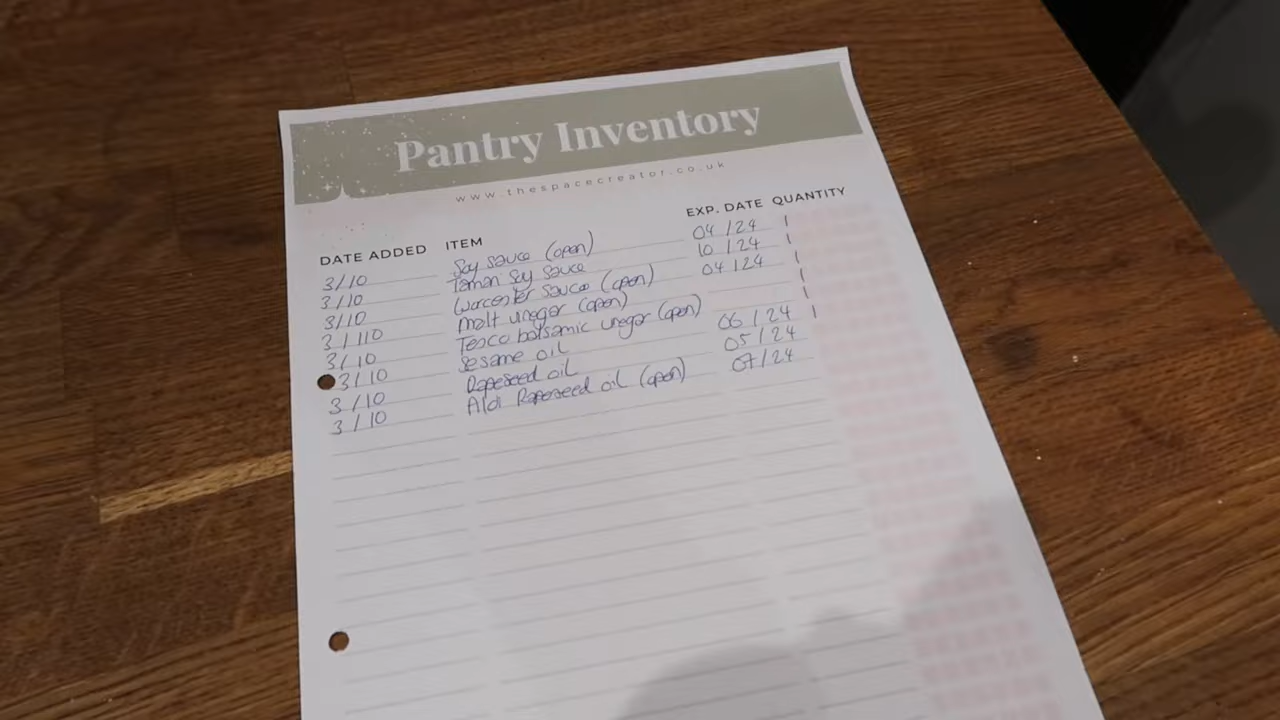 Pantry Inventory
www.thespacecreator.co.uk
DATE ADDED ITEM EXP. DATE QUANTITY
3/10 Soy sauce (open) 04/24 1
3/10 Tamari Soy Sauce 10/24 1
3/10 Worcester sauce (open) 04/24 1
3/110 Malt vinegar (open) 1
3/10 Tesco balsamic vinegar (open) 1
3/10 Sesame oil 06/24 1
3/10 Rapeseed oil 05/24
3/10 Aldi Rapeseed oil (open) 07/24